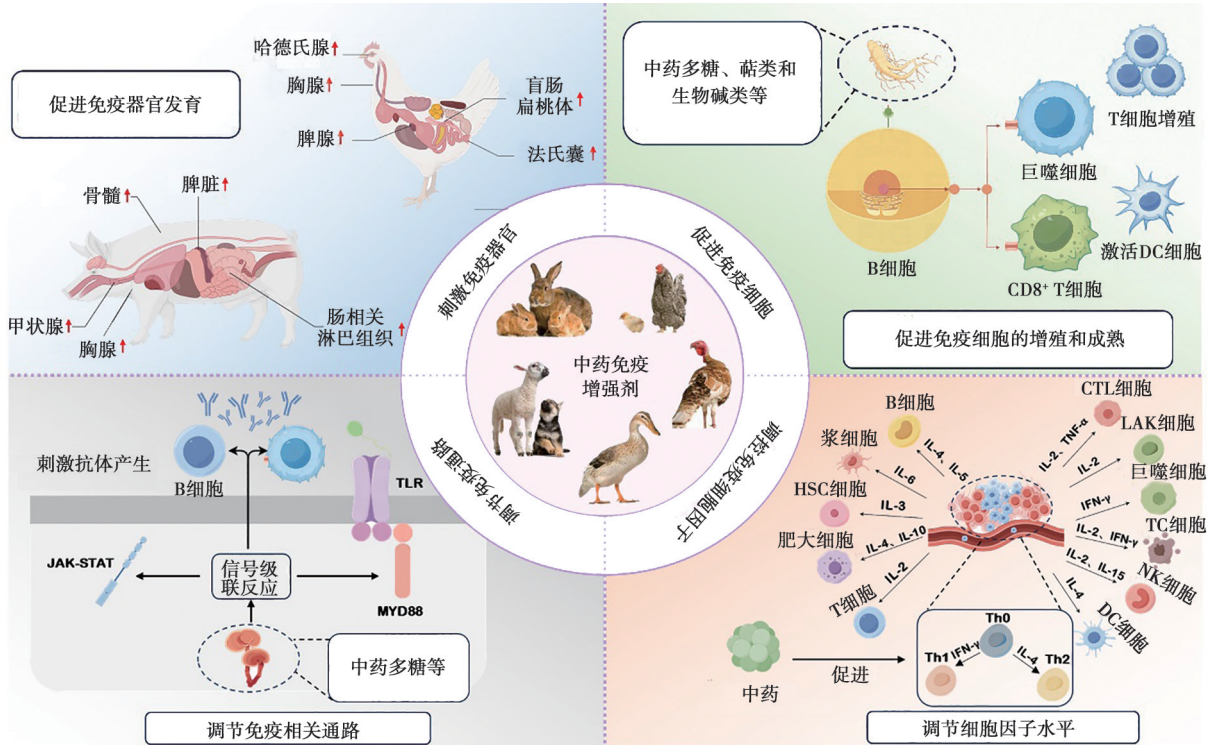 促进免疫器官发育
哈德氏腺
胸腺
脾腺
盲肠
扁桃体
法氏囊
骨髓
脾脏
甲状腺
胸腺
肠相关
淋巴组织
中药多糖、萜类和
生物碱类等
B细胞
巨噬细胞
CD8⁺ T细胞
T细胞增殖
激活DC细胞
促进免疫细胞的增殖和成熟
刺激免疫器官
促进免疫细胞
调节免疫通路
调控免疫细胞因子
中药免疫
增强剂
刺激抗体产生
B细胞
TLR
JAK-STAT
信号级
联反应
MYD88
中药多糖等
调节免疫相关通路
B细胞
IL-4、IL-5
浆细胞
IL-6
HSC细胞
IL-3
肥大细胞
IL-4、IL-10
T细胞
IL-2
CTL细胞
IL-2、TNF-α
LAK细胞
IL-2
巨噬细胞
IFN-γ
TC细胞
IL-2、IFN-γ
NK细胞
IL-2、IL-15
DC细胞
IL-4
中药
促进
Th0
Th1
IFN-γ
IL-4
Th2
调节细胞因子水平